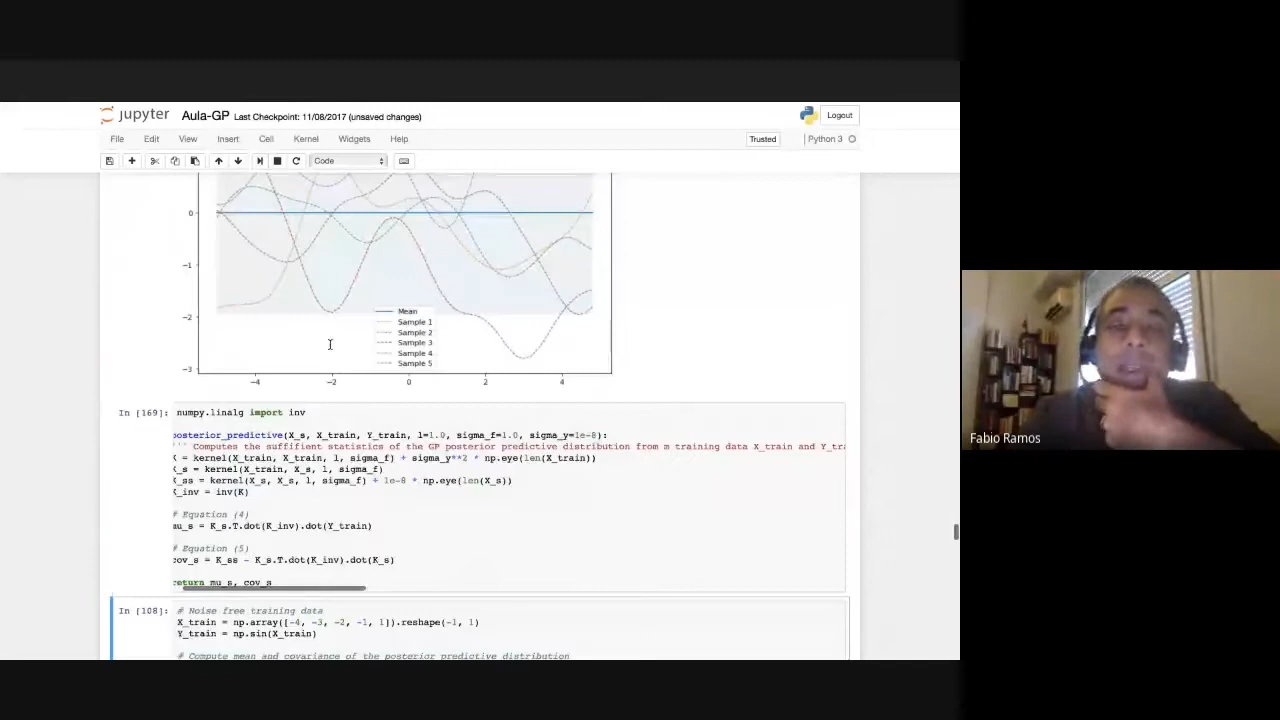 jupyter Aula-GP Last Checkpoint: 11/08/2017 (unsaved changes) Logout
File Edit View Insert Cell Kernel Widgets Help Trusted Python 3
Code
0
−1
−2
−3
−4 −2 0 2 4
Mean
Sample 1
Sample 2
Sample 3
Sample 4
Sample 5
In [169]: numpy.linalg import inv
posterior_predictive(X_s, X_train, Y_train, l=1.0, sigma_f=1.0, sigma_y=1e-8):
''' Computes the suffifient statistics of the GP posterior predictive distribution from m training data X_train and Y_tra
K = kernel(X_train, X_train, l, sigma_f) + sigma_y**2 * np.eye(len(X_train))
K_s = kernel(X_train, X_s, l, sigma_f)
K_ss = kernel(X_s, X_s, l, sigma_f) + 1e-8 * np.eye(len(X_s))
K_inv = inv(K)
# Equation (4)
mu_s = K_s.T.dot(K_inv).dot(Y_train)
# Equation (5)
cov_s = K_ss - K_s.T.dot(K_inv).dot(K_s)
return mu_s, cov_s
In [108]: # Noise free training data
X_train = np.array([-4, -3, -2, -1, 1]).reshape(-1, 1)
Y_train = np.sin(X_train)
# Compute mean and covariance of the posterior predictive distribution
Fabio Ramos